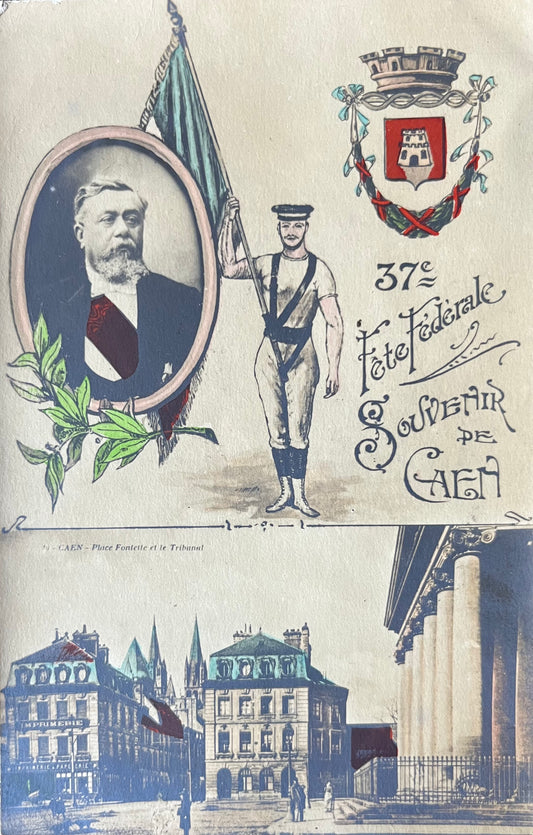 37e
Fête Fédérale
Souvenir
de
Caen
CAEN - Place Fontette et le Tribunal
IMPRIMERIE